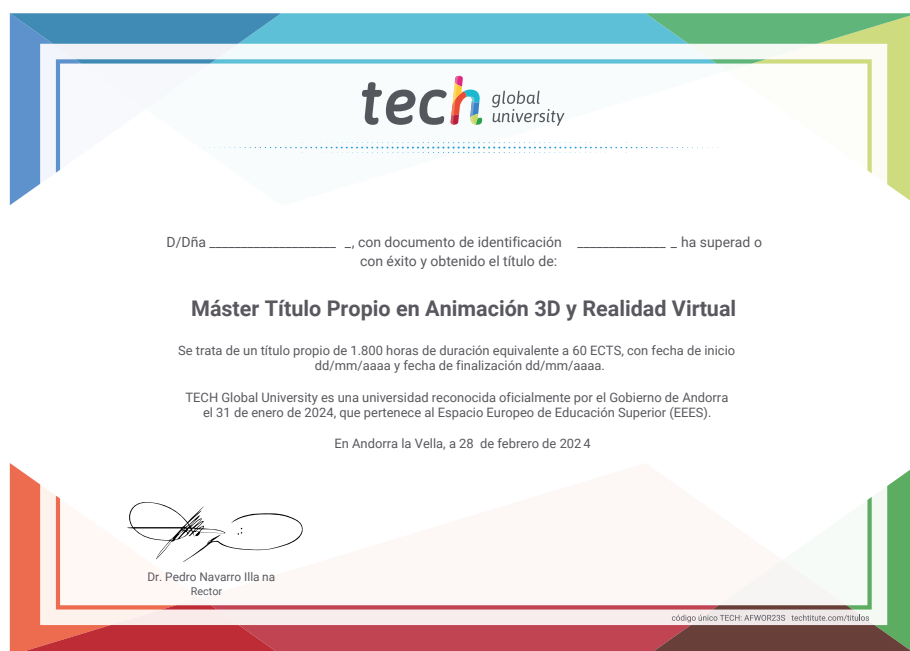 tech global
university
D/Dña ____________________ _, con documento de identificación ______________ _ ha superad o
con éxito y obtenido el título de:
Máster Título Propio en Animación 3D y Realidad Virtual
Se trata de un título propio de 1.800 horas de duración equivalente a 60 ECTS, con fecha de inicio
dd/mm/aaaa y fecha de finalización dd/mm/aaaa.
TECH Global University es una universidad reconocida oficialmente por el Gobierno de Andorra
el 31 de enero de 2024, que pertenece al Espacio Europeo de Educación Superior (EEES).
En Andorra la Vella, a 28 de febrero de 2024
Dr. Pedro Navarro Illa na
Rector
código único TECH: AFWOR23S techtitute.com/titulos